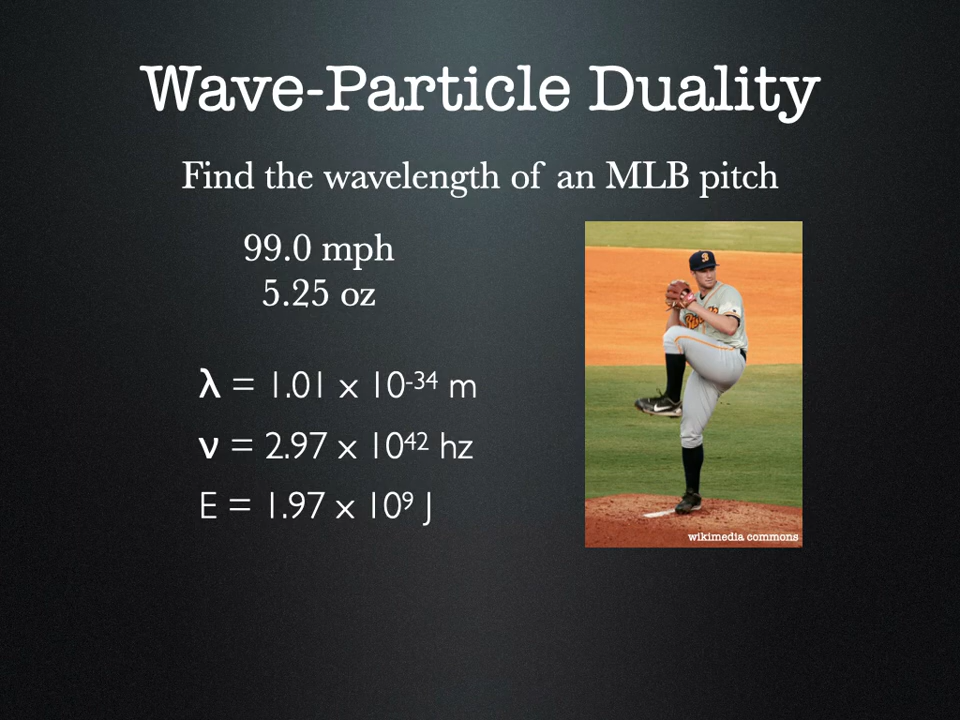 Wave-Particle Duality
Find the wavelength of an MLB pitch
99.0 mph
5.25 oz
λ = 1.01 x 10⁻³⁴ m
ν = 2.97 x 10⁴² hz
E = 1.97 x 10⁹ J
B
wikimedia commons